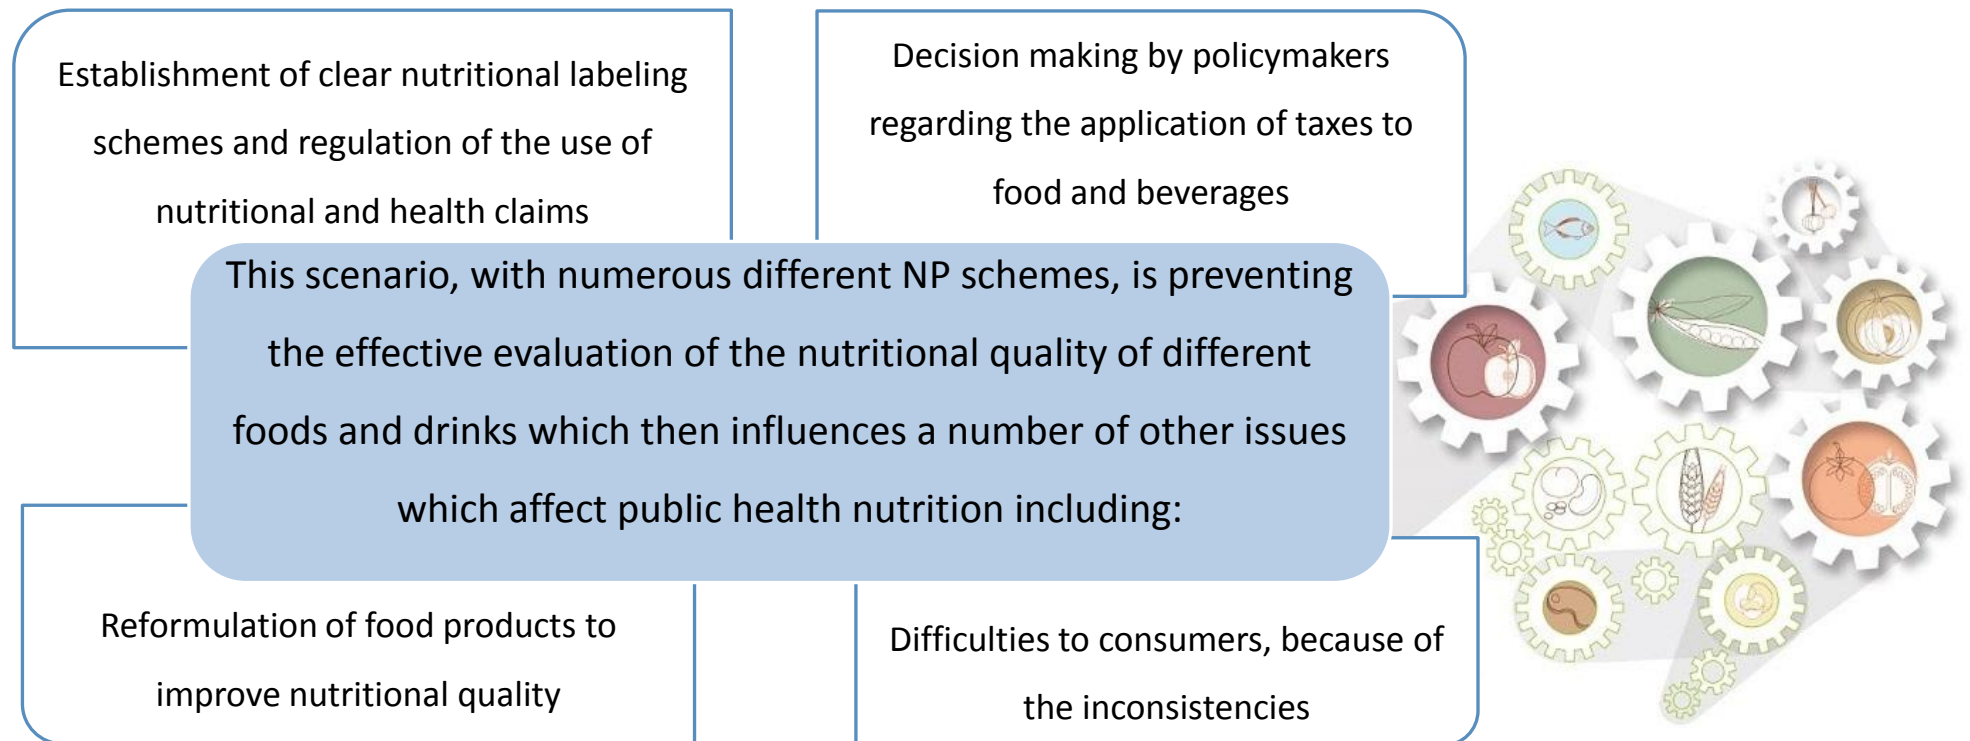 Establishment of clear nutritional labeling
schemes and regulation of the use of
nutritional and health claims
Decision making by policymakers
regarding the application of taxes to
food and beverages
This scenario, with numerous different NP schemes, is preventing
the effective evaluation of the nutritional quality of different
foods and drinks which then influences a number of other issues
which affect public health nutrition including:
Reformulation of food products to
improve nutritional quality
Difficulties to consumers, because of
the inconsistencies